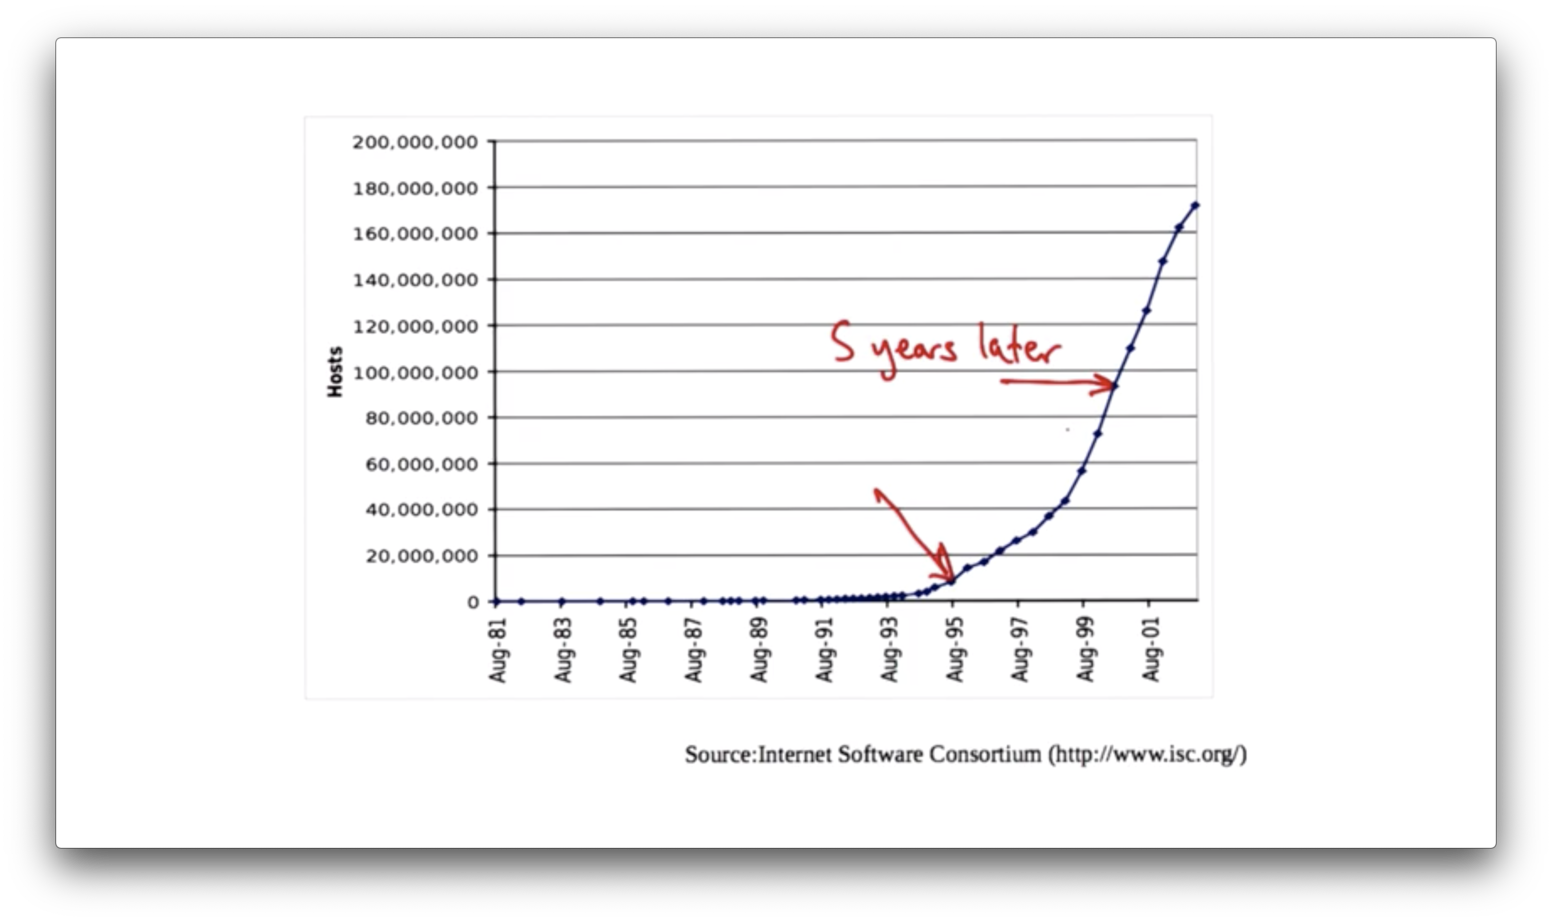 200,000,000
180,000,000
160,000,000
140,000,000
120,000,000
100,000,000
80,000,000
60,000,000
40,000,000
20,000,000
0
Hosts
5 years later
Aug-81
Aug-83
Aug-85
Aug-87
Aug-89
Aug-91
Aug-93
Aug-95
Aug-97
Aug-99
Aug-01
Source:Internet Software Consortium (http://www.isc.org/)